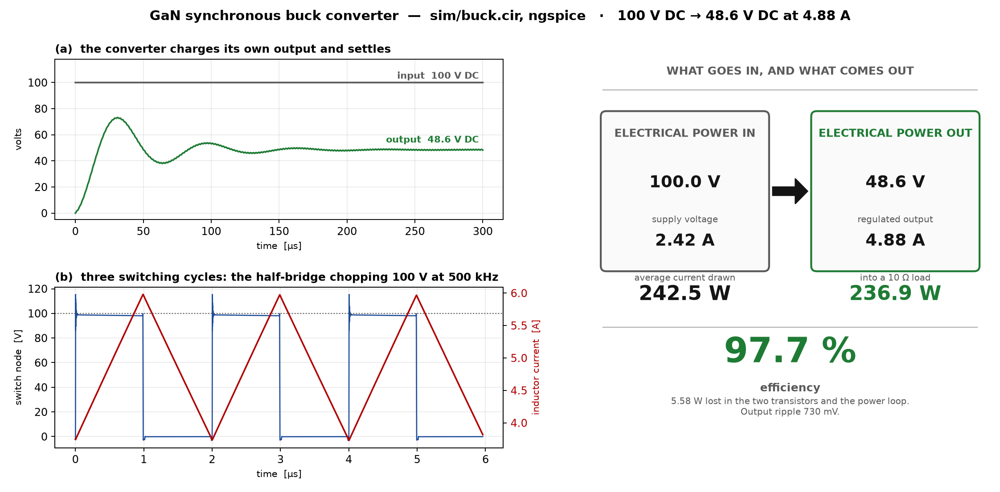 GaN synchronous buck converter — sim/buck.cir, ngspice · 100 V DC → 48.6 V DC at 4.88 A
(a) the converter charges its own output and settles
input 100 V DC
output 48.6 V DC
volts
100
80
60
40
20
0
0 50 100 150 200 250 300
time [µs]
(b) three switching cycles: the half-bridge chopping 100 V at 500 kHz
switch node [V]
120
100
80
60
40
20
0
6.0
5.5
5.0
4.5
4.0
inductor current [A]
0 1 2 3 4 5 6
time [µs]
WHAT GOES IN, AND WHAT COMES OUT
ELECTRICAL POWER IN
100.0 V
supply voltage
2.42 A
average current drawn
242.5 W
ELECTRICAL POWER OUT
48.6 V
regulated output
4.88 A
into a 10 Ω load
236.9 W
97.7 %
efficiency
5.58 W lost in the two transistors and the power loop.
Output ripple 730 mV.